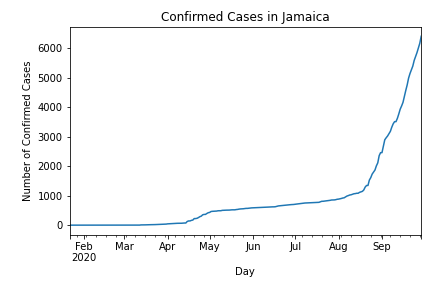 Confirmed Cases in Jamaica
Number of Confirmed Cases
6000
5000
4000
3000
2000
1000
0
Feb Mar Apr May Jun Jul Aug Sep
2020
Day